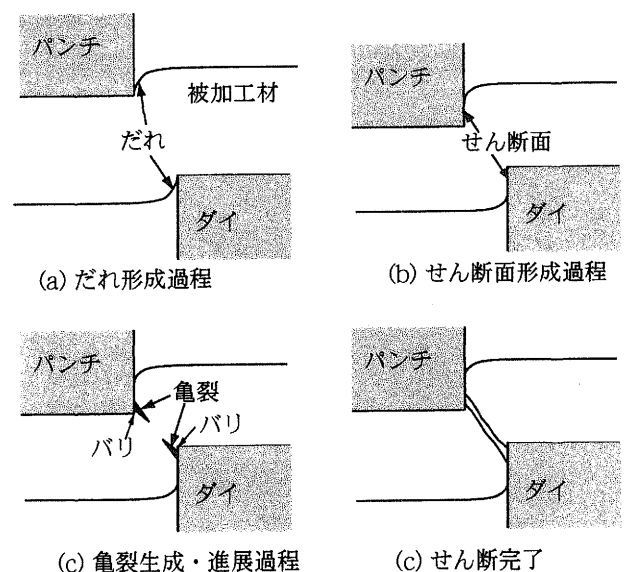 パンチ
被加工材
だれ
ダイ
(a) だれ形成過程
パンチ
せん断面
ダイ
(b) せん断面形成過程
パンチ
亀裂
バリ
バリ
ダイ
(c) 亀裂生成・進展過程
パンチ
ダイ
(c) せん断完了